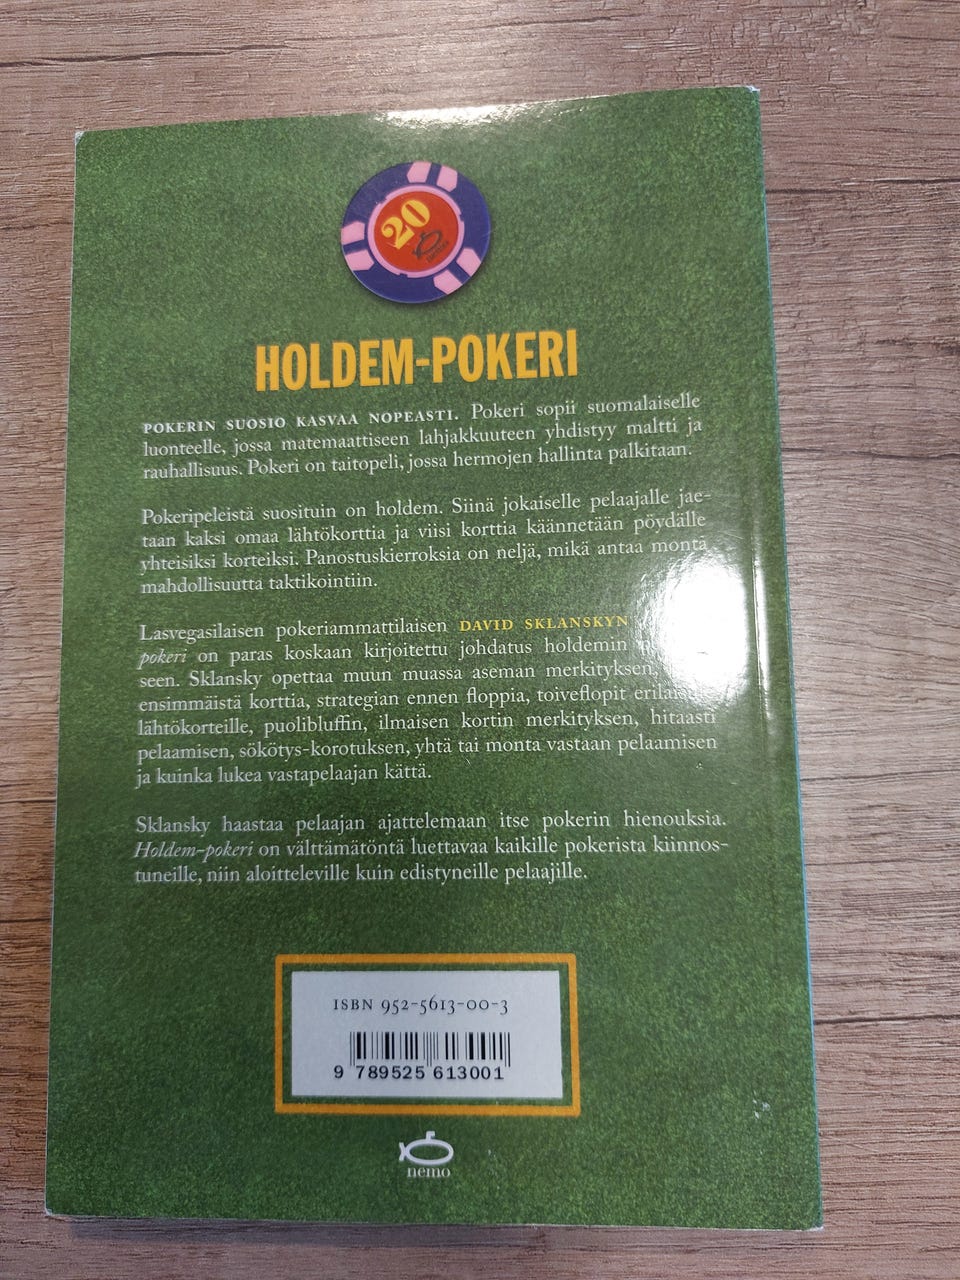 20
HOLDEM-POKERI
POKERIN SUOSIO KASVAA NOPEASTI. Pokeri sopii suomalaiselle
luonteelle, jossa matemaattiseen lahjakkuuteen yhdistyy maltti ja
rauhallisuus. Pokeri on taitopeli, jossa hermojen hallinta palkitaan.
Pokeripeleistä suosituin on holdem. Siinä jokaiselle pelaajalle jae-
taan kaksi omaa lähtökorttia ja viisi korttia käännetään pöydälle
yhteisiksi korteiksi. Panostuskierroksia on neljä, mikä antaa monta
mahdollisuutta taktikointiin.
Lasvegasilaisen pokeriammattilaisen DAVID SKLANSKYN
pokeri on paras koskaan kirjoitettu johdatus holdemin
seen. Sklansky opettaa muun muassa aseman merkityksen,
ensimmäistä korttia, strategian ennen floppia, toiveflopit
lähtökorteille, puolibluffin, ilmaisen kortin merkityksen, hitaasti
pelaamisen, sökötys-korotuksen, yhtä tai monta vastaan pelaamisen
ja kuinka lukea vastapelaajan kättä.
Sklansky haastaa pelaajan ajattelemaan itse pokerin hienouksia.
Holdem-pokeri on välttämätöntä luettavaa kaikille pokerista kiinnos-
tuneille, niin aloitteleville kuin edistyneille pelaajille.
ISBN 952-5613-00-3
9 789525 613001
nemo